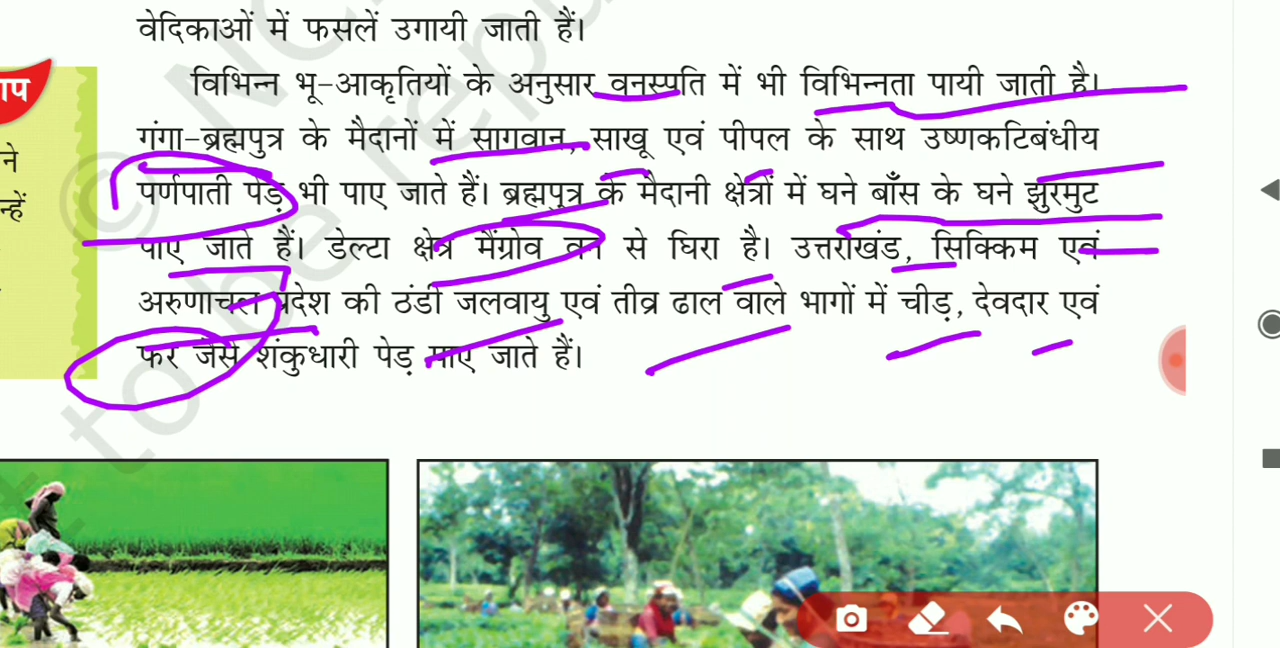 वेदिकाओं में फसलें उगायी जाती हैं।
विभिन्न भू-आकृतियों के अनुसार वनस्पति में भी विभिन्नता पायी जाती है।
गंगा-ब्रह्मपुत्र के मैदानों में सागवान, साखू एवं पीपल के साथ उष्णकटिबंधीय
पर्णपाती पेड़ भी पाए जाते हैं। ब्रह्मपुत्र के मैदानी क्षेत्रों में घने बाँस के घने झुरमुट
पाए जाते हैं। डेल्टा क्षेत्र मैंग्रोव वन से घिरा है। उत्तराखंड, सिक्किम एवं
अरुणाचल प्रदेश की ठंडी जलवायु एवं तीव्र ढाल वाले भागों में चीड़, देवदार एवं
फर जैसे शंकुधारी पेड़ पाए जाते हैं।